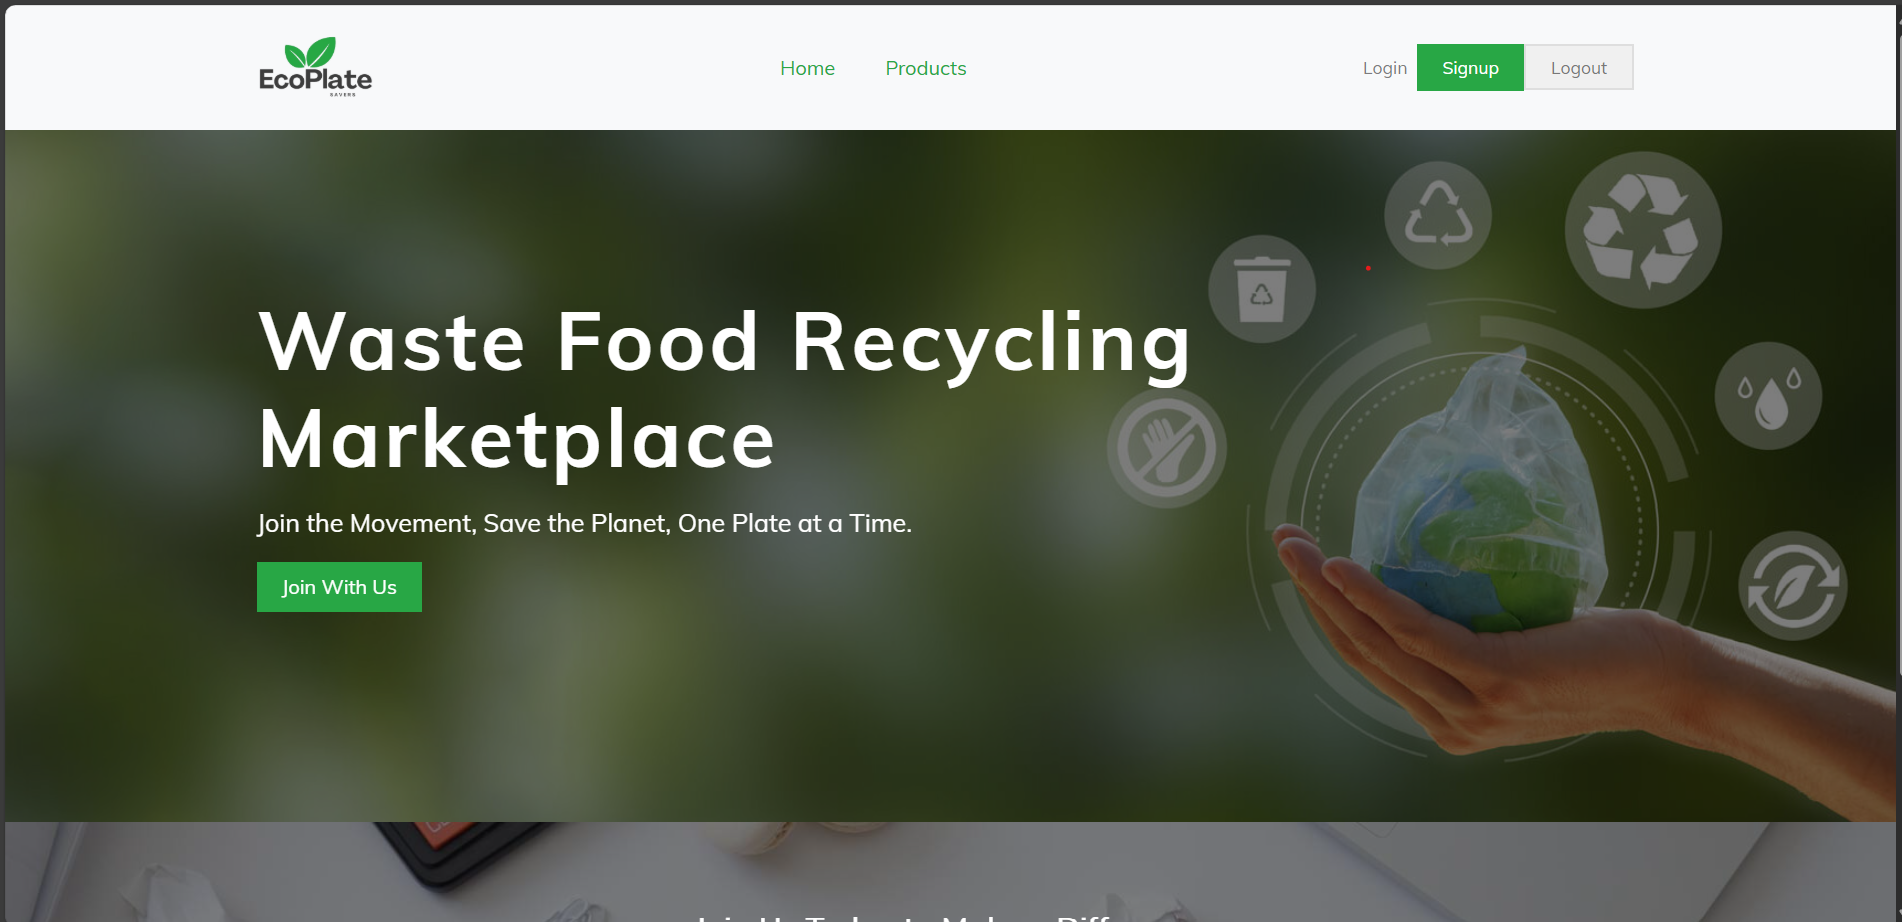 EcoPlate
SAVERS
Home
Products
Login
Signup
Logout
Waste Food Recycling
Marketplace
Join the Movement, Save the Planet, One Plate at a Time.
Join With Us